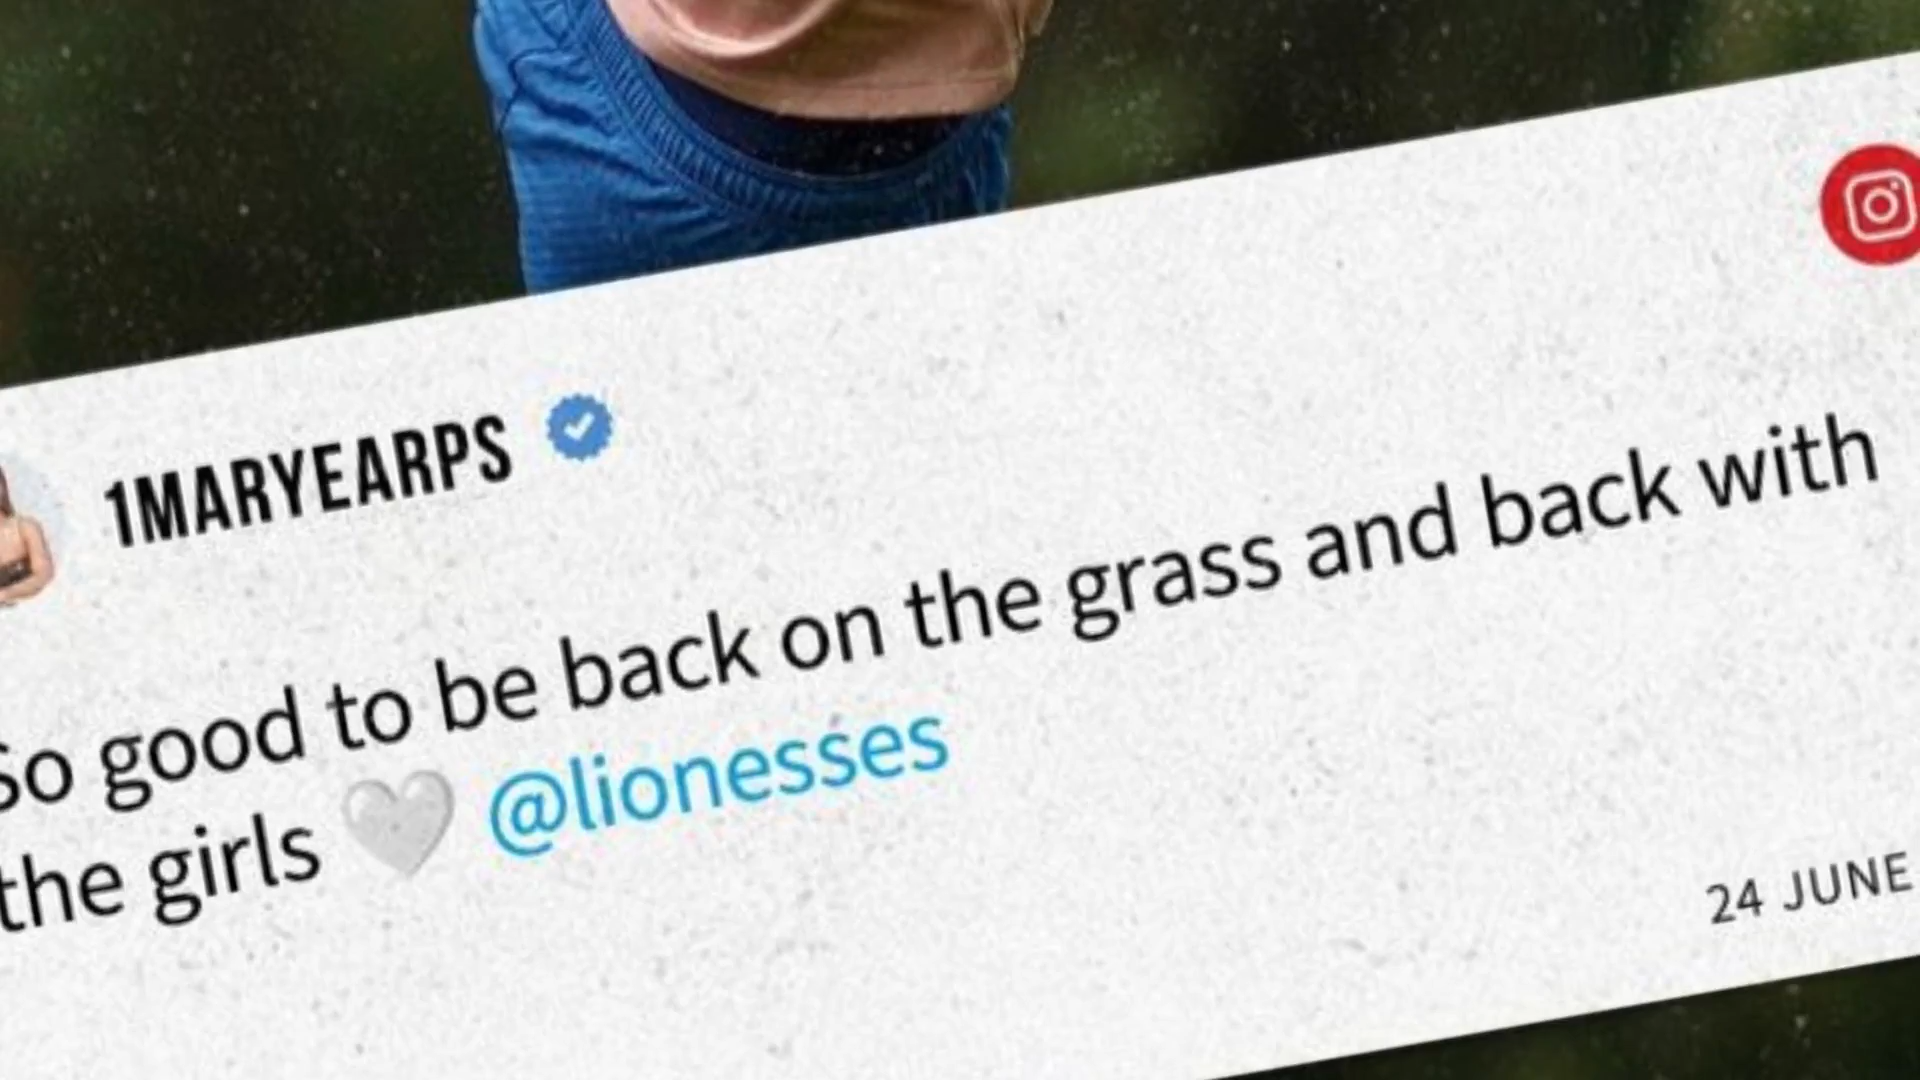 1MARYEARPS
So good to be back on the grass and back with
the girls 🤍 @lionesses
24 JUNE